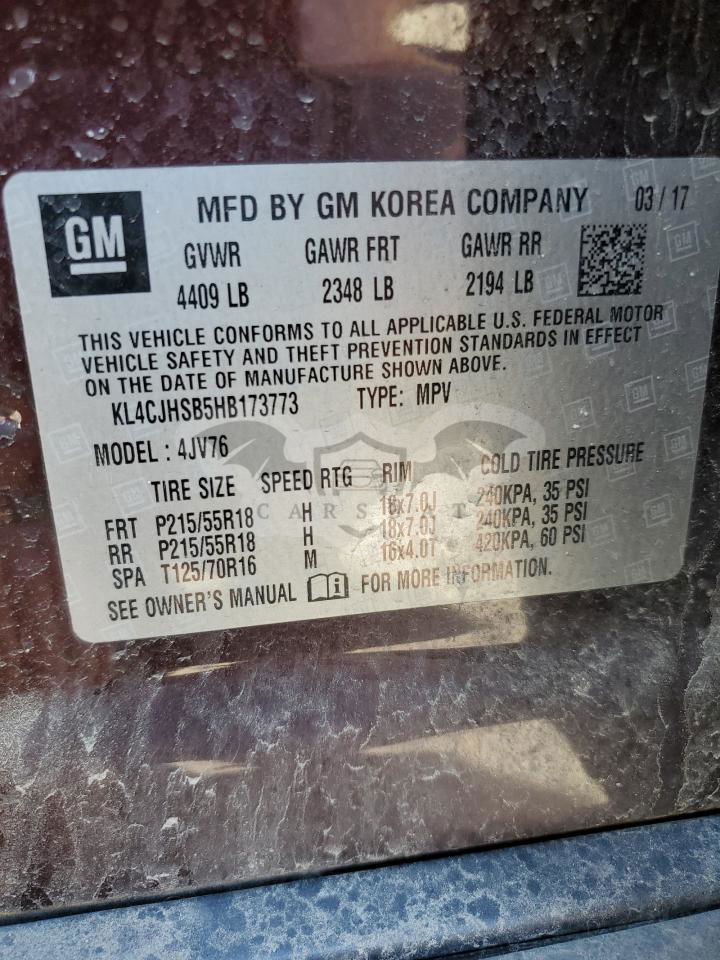 GM
MFD BY GM KOREA COMPANY 03 / 17
GVWR GAWR FRT GAWR RR
4409 LB 2348 LB 2194 LB
THIS VEHICLE CONFORMS TO ALL APPLICABLE U.S. FEDERAL MOTOR
VEHICLE SAFETY AND THEFT PREVENTION STANDARDS IN EFFECT
ON THE DATE OF MANUFACTURE SHOWN ABOVE.
KL4CJHSB5HB173773 TYPE: MPV
MODEL : 4JV76
TIRE SIZE SPEED RTG RIM COLD TIRE PRESSURE
FRT P215/55R18 H 18x7.0J 240KPA, 35 PSI
RR P215/55R18 H 18x7.0J 240KPA, 35 PSI
SPA T125/70R16 M 16x4.0T 420KPA, 60 PSI
SEE OWNER'S MANUAL FOR MORE INFORMATION.